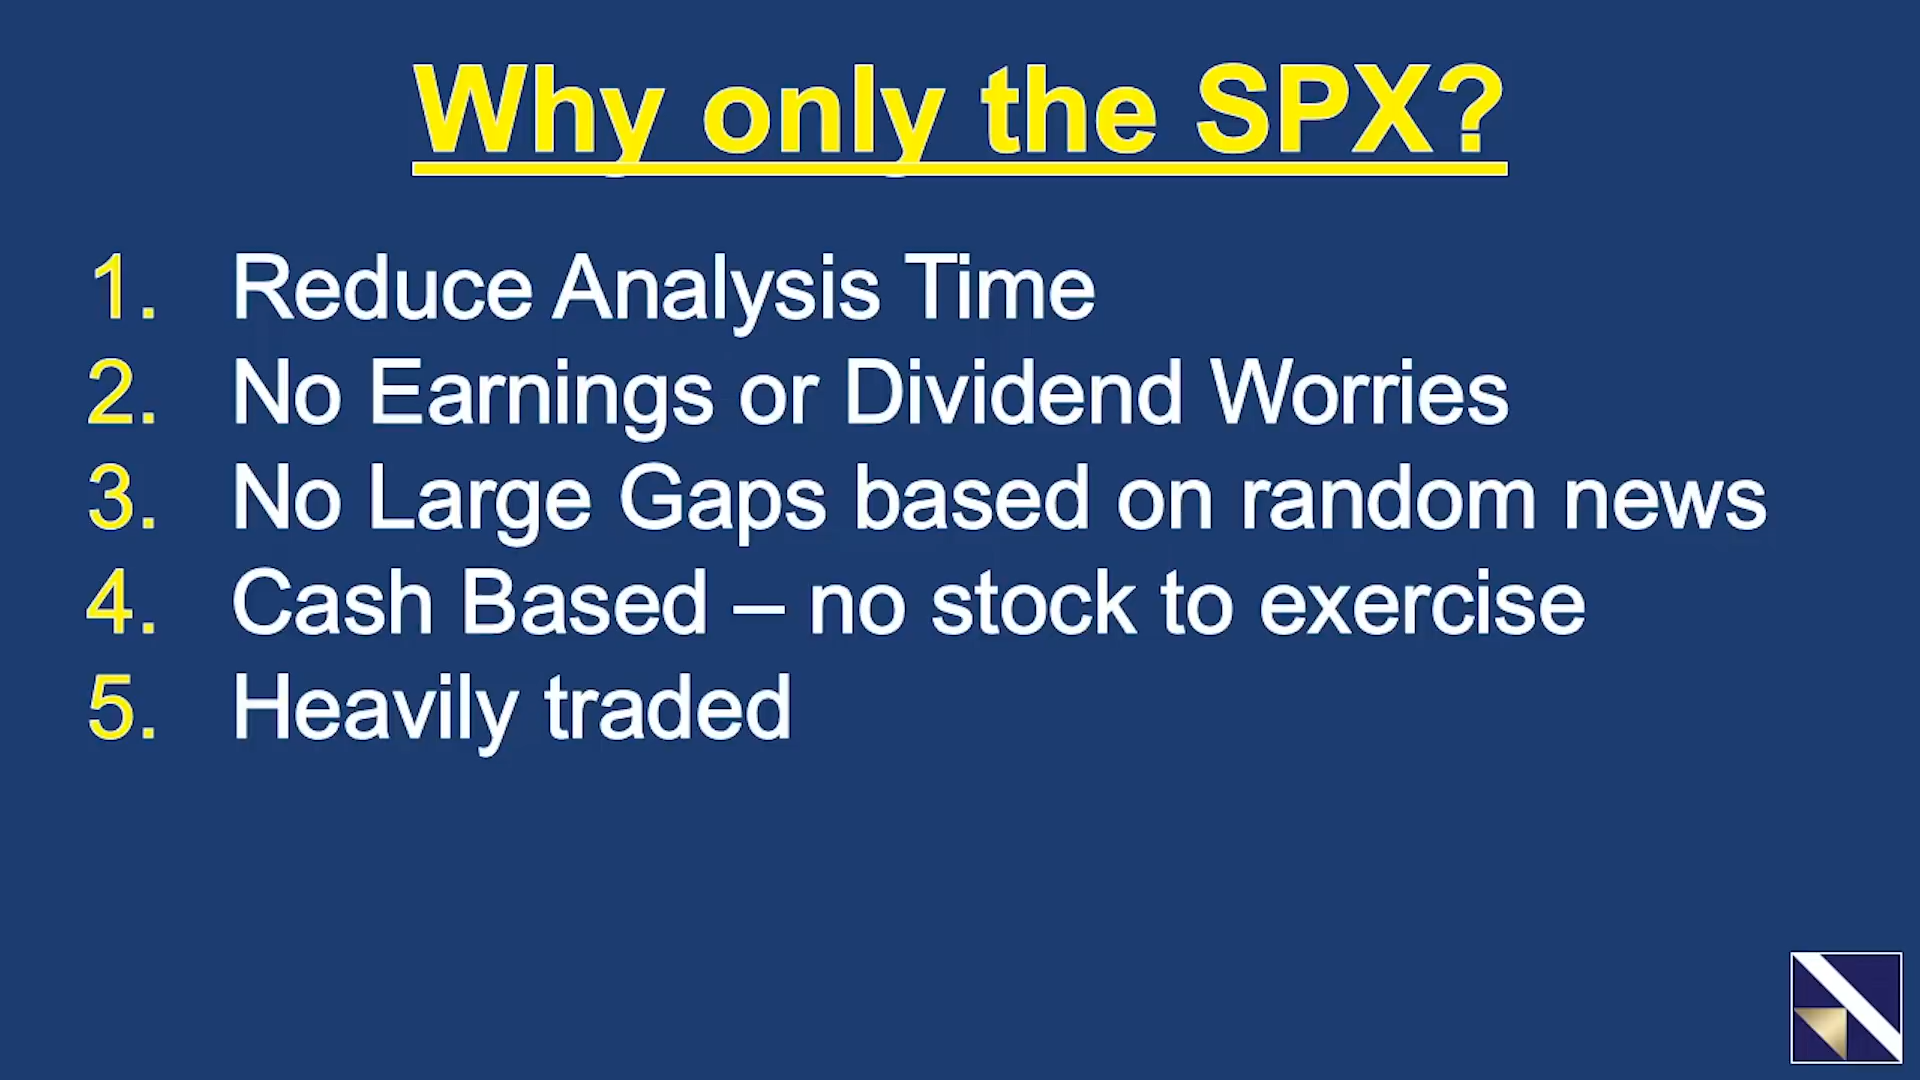 Why only the SPX?
1. Reduce Analysis Time
2. No Earnings or Dividend Worries
3. No Large Gaps based on random news
4. Cash Based – no stock to exercise
5. Heavily traded